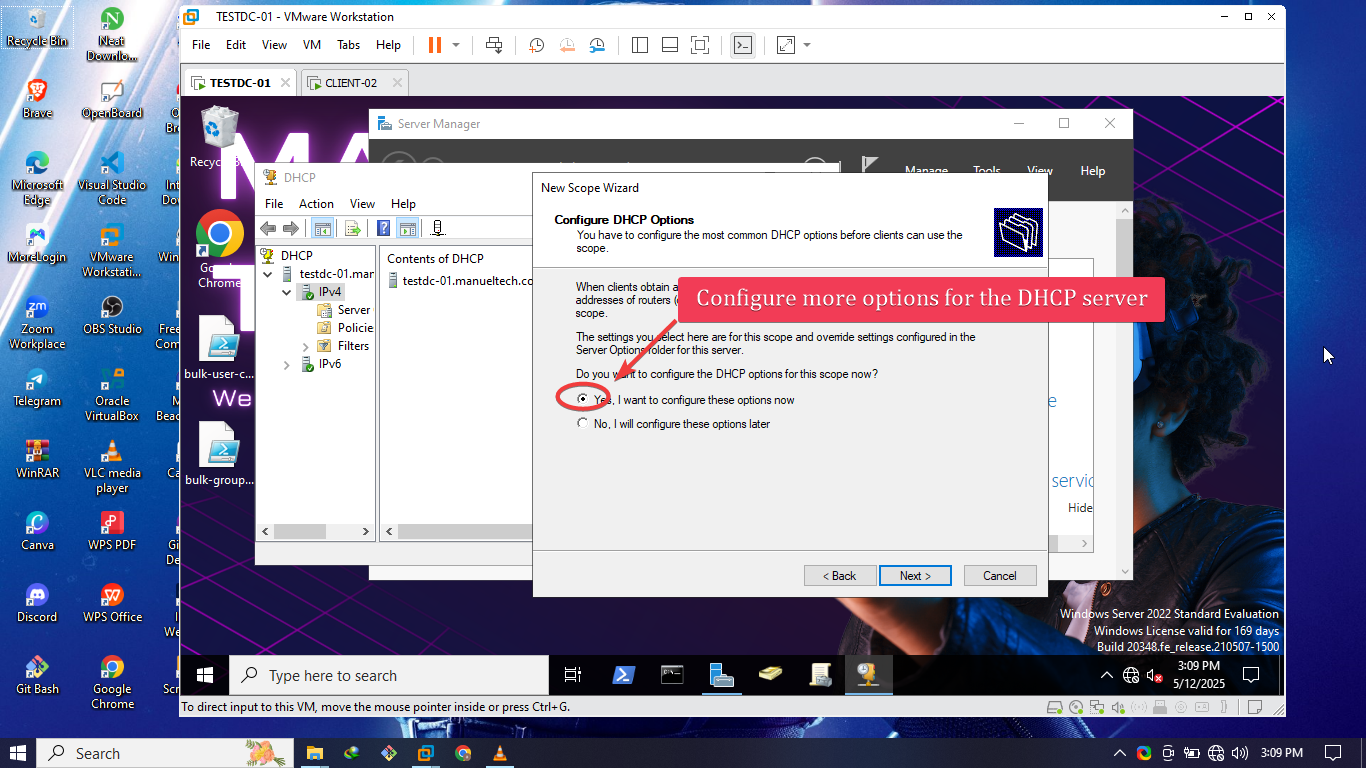 Recycle Bin
Neat
Downlo...
Brave
OpenBoard
Microsoft
Edge
Visual Studio
Code
MoreLogin
VMware
Workstati...
Zoom
Workplace
OBS Studio
Telegram
Oracle
VirtualBox
WinRAR
VLC media
player
Canva
WPS PDF
Discord
WPS Office
Git Bash
Google
Chrome
TESTDC-01 - VMware Workstation
File Edit View VM Tabs Help
TESTDC-01
CLIENT-02
bulk-user-c...
We
bulk-group...
Server Manager
Manage Tools View Help
Hide
DHCP
File Action View Help
DHCP
testdc-01.mar
IPv4
Server
Policie
Filters
IPv6
Contents of DHCP
testdc-01.manueltech.co
New Scope Wizard
Configure DHCP Options
You have to configure the most common DHCP options before clients can use the
scope.
When clients obtain a
addresses of routers (
scope.
Configure more options for the DHCP server
The settings you select here are for this scope and override settings configured in the
Server Options folder for this server.
Do you want to configure the DHCP options for this scope now?
Yes, I want to configure these options now
No, I will configure these options later
< Back
Next >
Cancel
Windows Server 2022 Standard Evaluation
Windows License valid for 169 days
Build 20348.fe_release.210507-1500
Type here to search
3:09 PM
5/12/2025
To direct input to this VM, move the mouse pointer inside or press Ctrl+G.
Search
3:09 PM